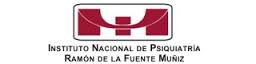 INSTITUTO NACIONAL DE PSIQUIATRÍA
RAMÓN DE LA FUENTE MUÑIZ